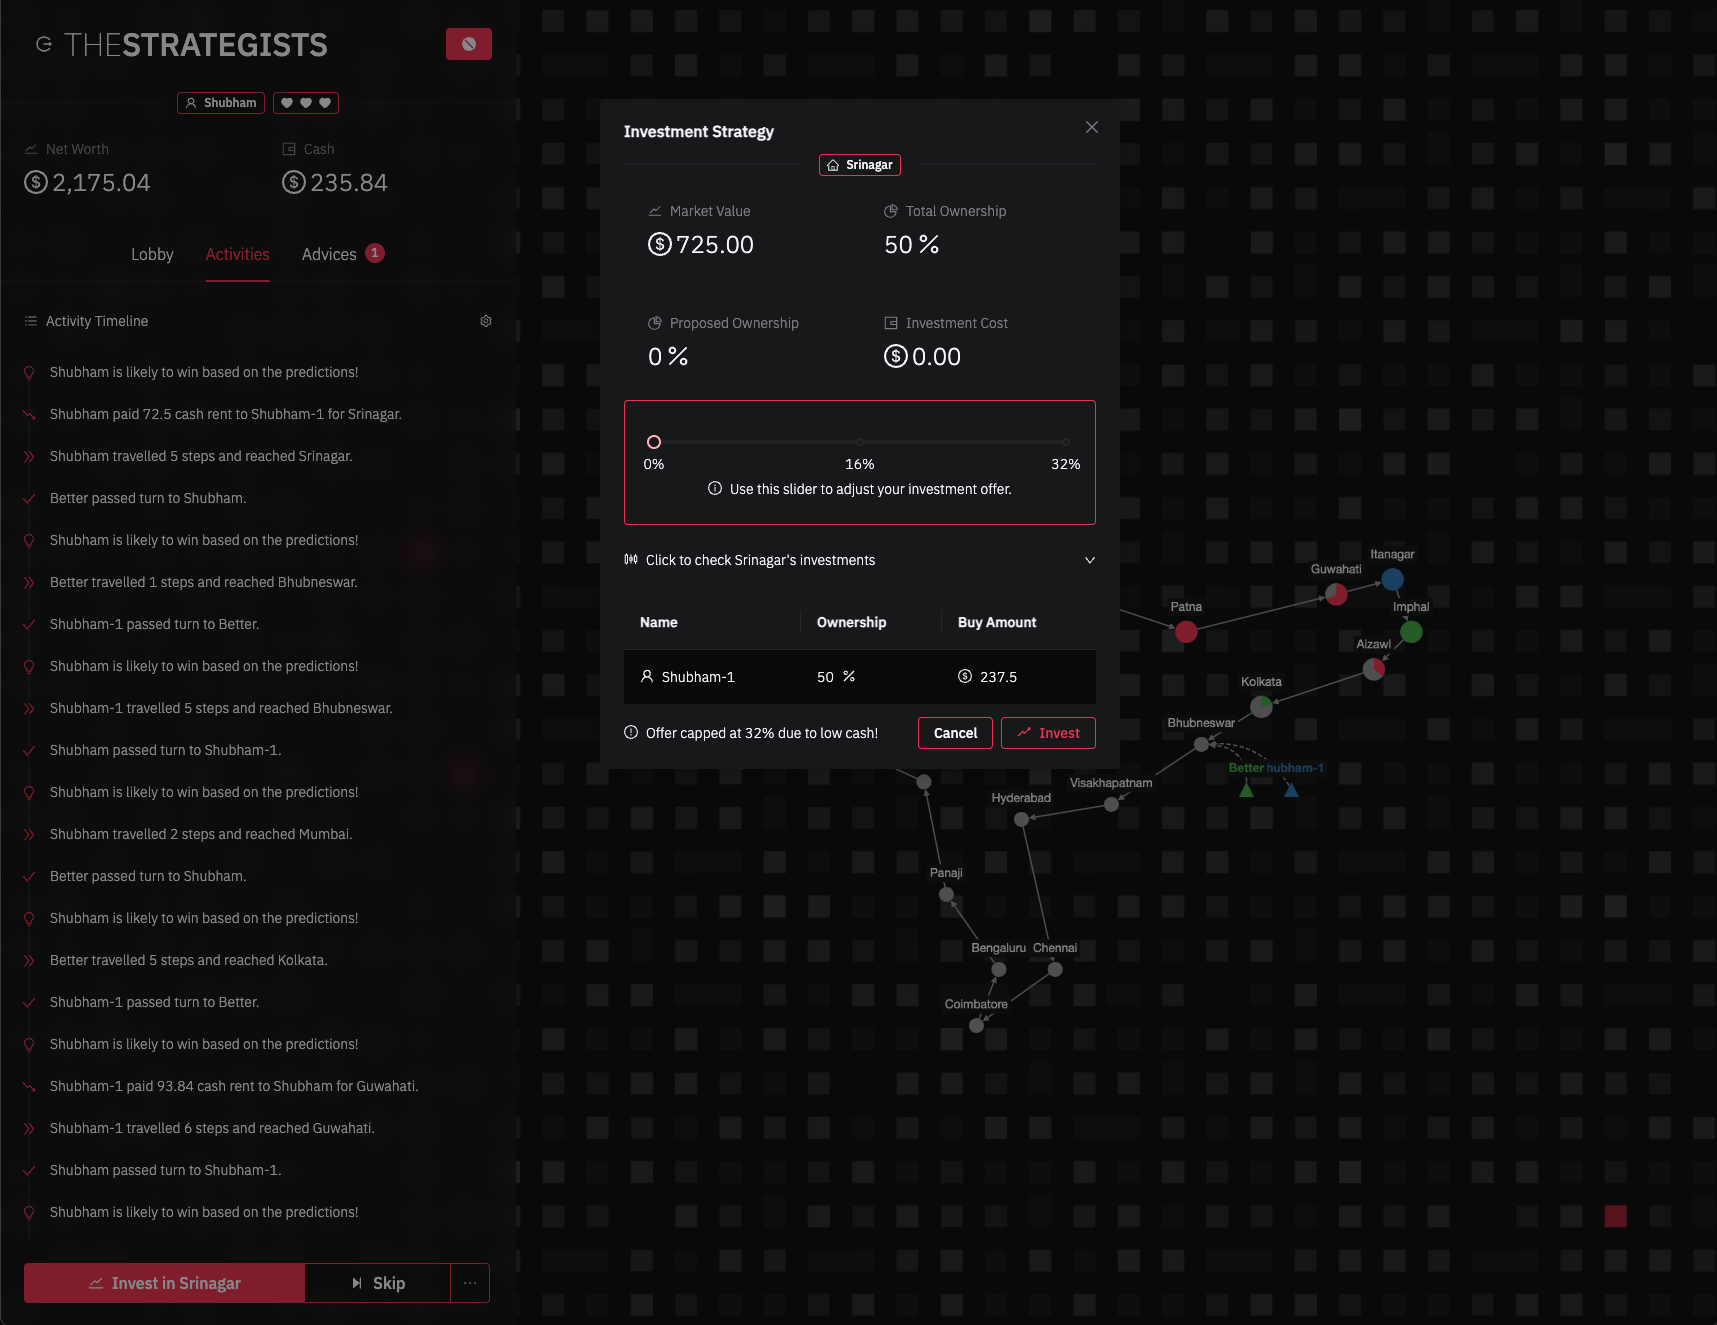 THESTRATEGISTS
Shubham
Net Worth
Cash
$ 2,175.04
$ 235.84
Lobby
Activities
Advices
1
Activity Timeline
Shubham is likely to win based on the predictions!
Shubham paid 72.5 cash rent to Shubham-1 for Srinagar.
Shubham travelled 5 steps and reached Srinagar.
Better passed turn to Shubham.
Shubham is likely to win based on the predictions!
Better travelled 1 steps and reached Bhubneswar.
Shubham-1 passed turn to Better.
Shubham is likely to win based on the predictions!
Shubham-1 travelled 5 steps and reached Bhubneswar.
Shubham passed turn to Shubham-1.
Shubham is likely to win based on the predictions!
Shubham travelled 2 steps and reached Mumbai.
Better passed turn to Shubham.
Shubham is likely to win based on the predictions!
Better travelled 5 steps and reached Kolkata.
Shubham-1 passed turn to Better.
Shubham is likely to win based on the predictions!
Shubham-1 paid 93.84 cash rent to Shubham for Guwahati.
Shubham-1 travelled 6 steps and reached Guwahati.
Shubham passed turn to Shubham-1.
Shubham is likely to win based on the predictions!
Invest in Srinagar
Skip
...
Investment Strategy
Srinagar
Market Value
Total Ownership
$ 725.00
50 %
Proposed Ownership
Investment Cost
0 %
$ 0.00
0%
16%
32%
Use this slider to adjust your investment offer.
Click to check Srinagar's investments
Name
Ownership
Buy Amount
Shubham-1
50 %
$ 237.5
Offer capped at 32% due to low cash!
Cancel
Invest
Itanagar
Guwahati
Patna
Imphal
Aizawl
Kolkata
Bhubneswar
Better
hubham-1
Visakhapatnam
Hyderabad
Panaji
Bengaluru
Chennai
Coimbatore